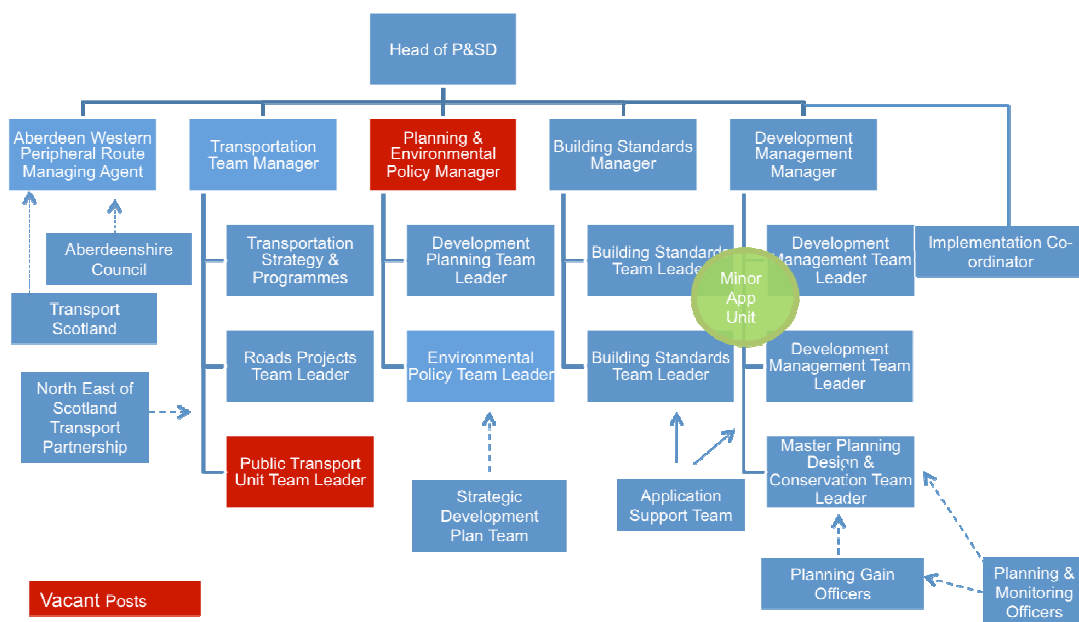 Head of P&SD
Aberdeen Western
Peripheral Route
Managing Agent
Transportation
Team Manager
Planning &
Environmental
Policy Manager
Building Standards
Manager
Development
Management
Manager
Aberdeenshire
Council
Transport
Scotland
North East of
Scotland
Transport
Partnership
Transportation
Strategy &
Programmes
Roads Projects
Team Leader
Public Transport
Unit Team Leader
Development
Planning Team
Leader
Environmental
Policy Team Leader
Strategic
Development
Plan Team
Building Standards
Team Leader
Building Standards
Team Leader
Application
Support Team
Minor
App
Unit
Development
Management Team
Leader
Development
Management Team
Leader
Master Planning
Design &
Conservation Team
Leader
Implementation Co-
ordinator
Planning Gain
Officers
Planning &
Monitoring
Officers
Vacant Posts